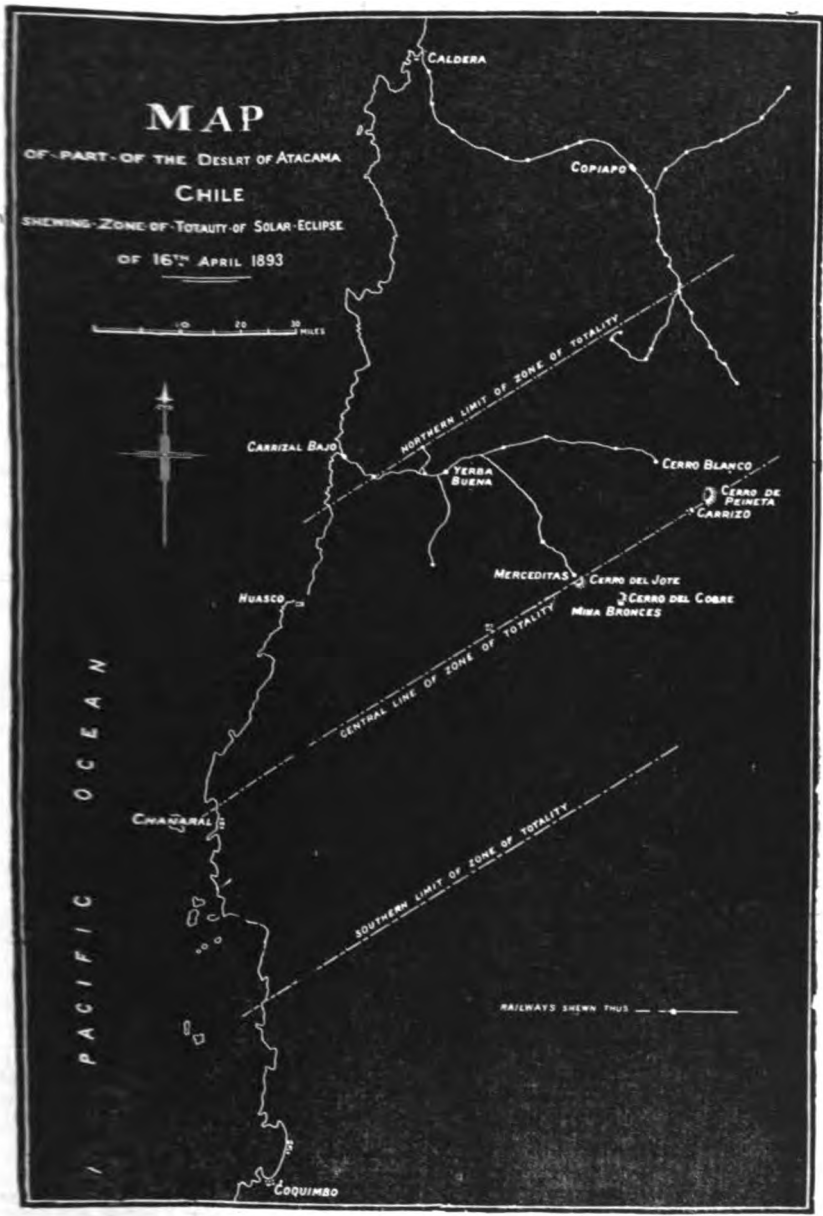 MAP
OF-PART-OF THE DESERT OF ATACAMA
CHILE
SHEWING-ZONE-OF-TOTALITY-OF SOLAR-ECLIPSE
OF 16TH APRIL 1893
10 20 30 MILES
CALDERA
COPIAPO
NORTHERN LIMIT OF ZONE OF TOTALITY
CARRIZAL BAJO
YERBA
BUENA
CERRO BLANCO
CERRO DE
PEINETA
CARRIZO
MERCEDITAS
CERRO DEL JOTE
CERRO DEL COBRE
MINA BRONCES
HUASCO
CENTRAL LINE OF ZONE OF TOTALITY
CHAÑARAL
SOUTHERN LIMIT OF ZONE OF TOTALITY
PACIFIC OCEAN
RAILWAYS SHEWN THUS
COQUIMBO